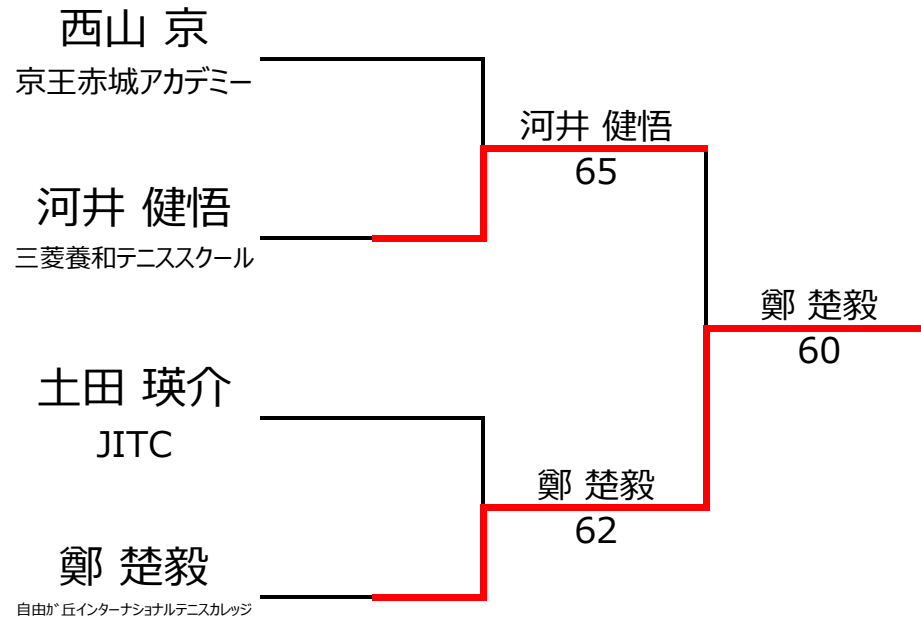 西山 京
京王赤城アカデミー
河井 健悟
65
河井 健悟
三菱養和テニススクール
鄭 楚毅
60
土田 瑛介
JITC
鄭 楚毅
62
鄭 楚毅
自由が丘インターナショナルテニスカレッジ